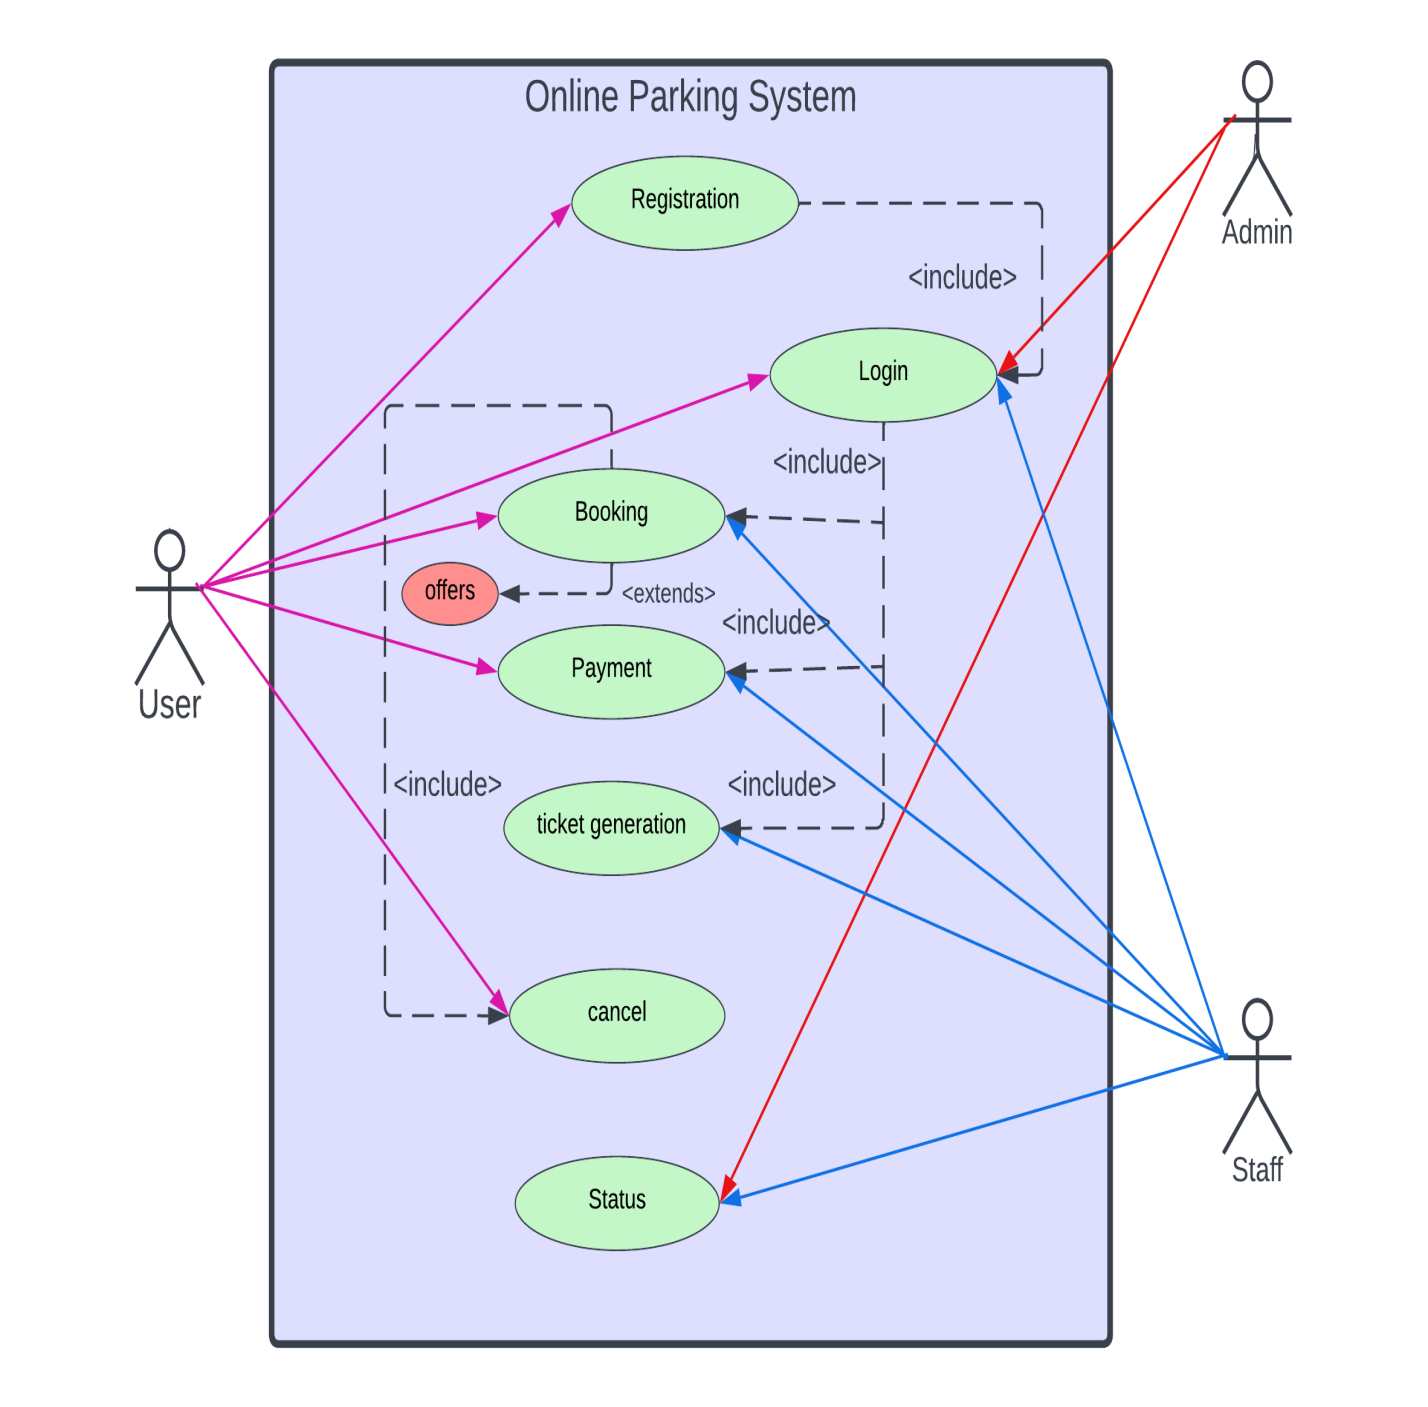 Online Parking System
Admin
Registration
<include>
Login
<include>
Booking
offers
<extends>
<include>
Payment
User
<include>
<include>
ticket generation
cancel
Staff
Status